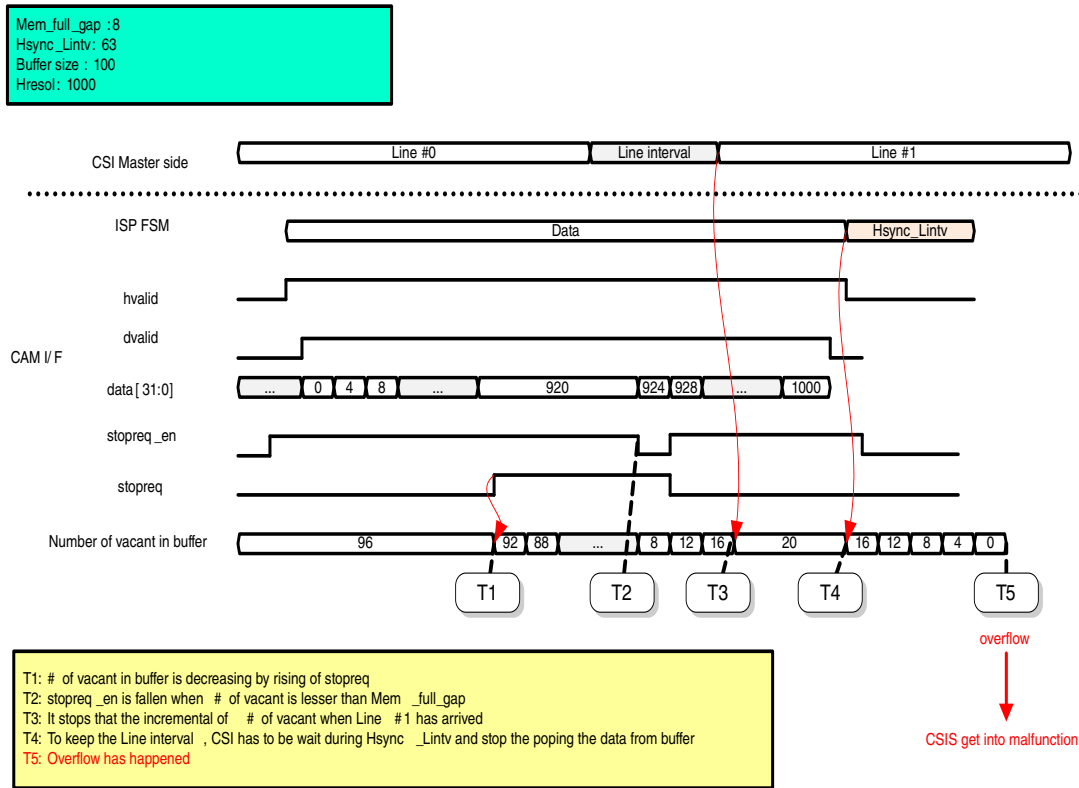 Mem_full_gap : 8
Hsync_Lintv: 63
Buffer size : 100
Hresol: 1000
CSI Master side
Line #0
Line interval
Line #1
ISP FSM
Data
Hsync_Lintv
hvalid
dvalid
CAM I/ F
data[ 31:0]
... 0 4 8 ... 920 924 928 ... 1000
stopreq _en
stopreq
Number of vacant in buffer
96 92 88 ... 8 12 16 20 16 12 8 4 0
T1 T2 T3 T4 T5
overflow
CSIS get into malfunction
T1: # of vacant in buffer is decreasing by rising of stopreq
T2: stopreq _en is fallen when # of vacant is lesser than Mem _full_gap
T3: It stops that the incremental of # of vacant when Line #1 has arrived
T4: To keep the Line interval , CSI has to be wait during Hsync _Lintv and stop the poping the data from buffer
T5: Overflow has happened